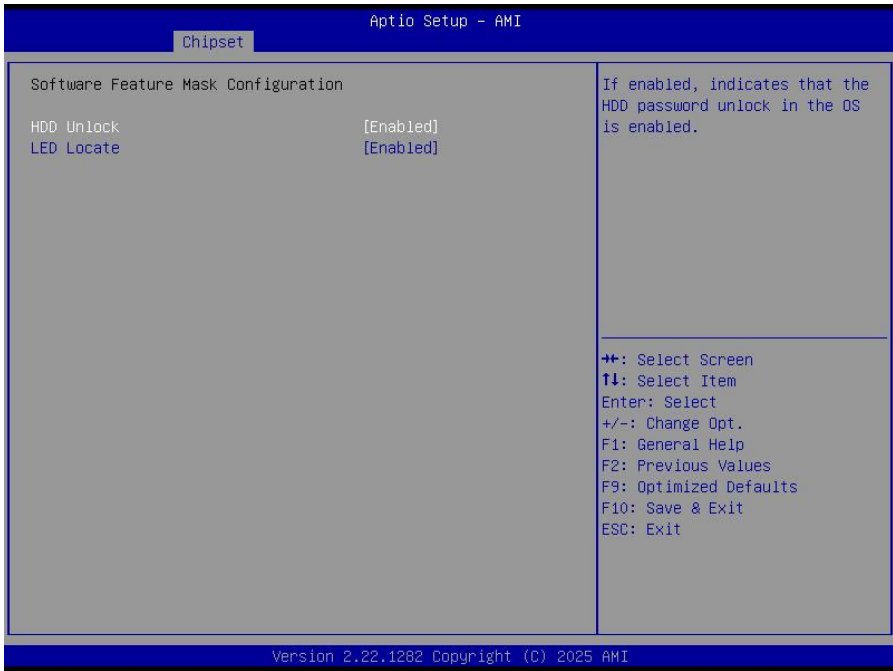 Aptio Setup – AMI
Chipset
Software Feature Mask Configuration
HDD Unlock [Enabled]
LED Locate [Enabled]
If enabled, indicates that the
HDD password unlock in the OS
is enabled.
→←: Select Screen
↑↓: Select Item
Enter: Select
+/-: Change Opt.
F1: General Help
F2: Previous Values
F9: Optimized Defaults
F10: Save & Exit
ESC: Exit
Version 2.22.1282 Copyright (C) 2025 AMI